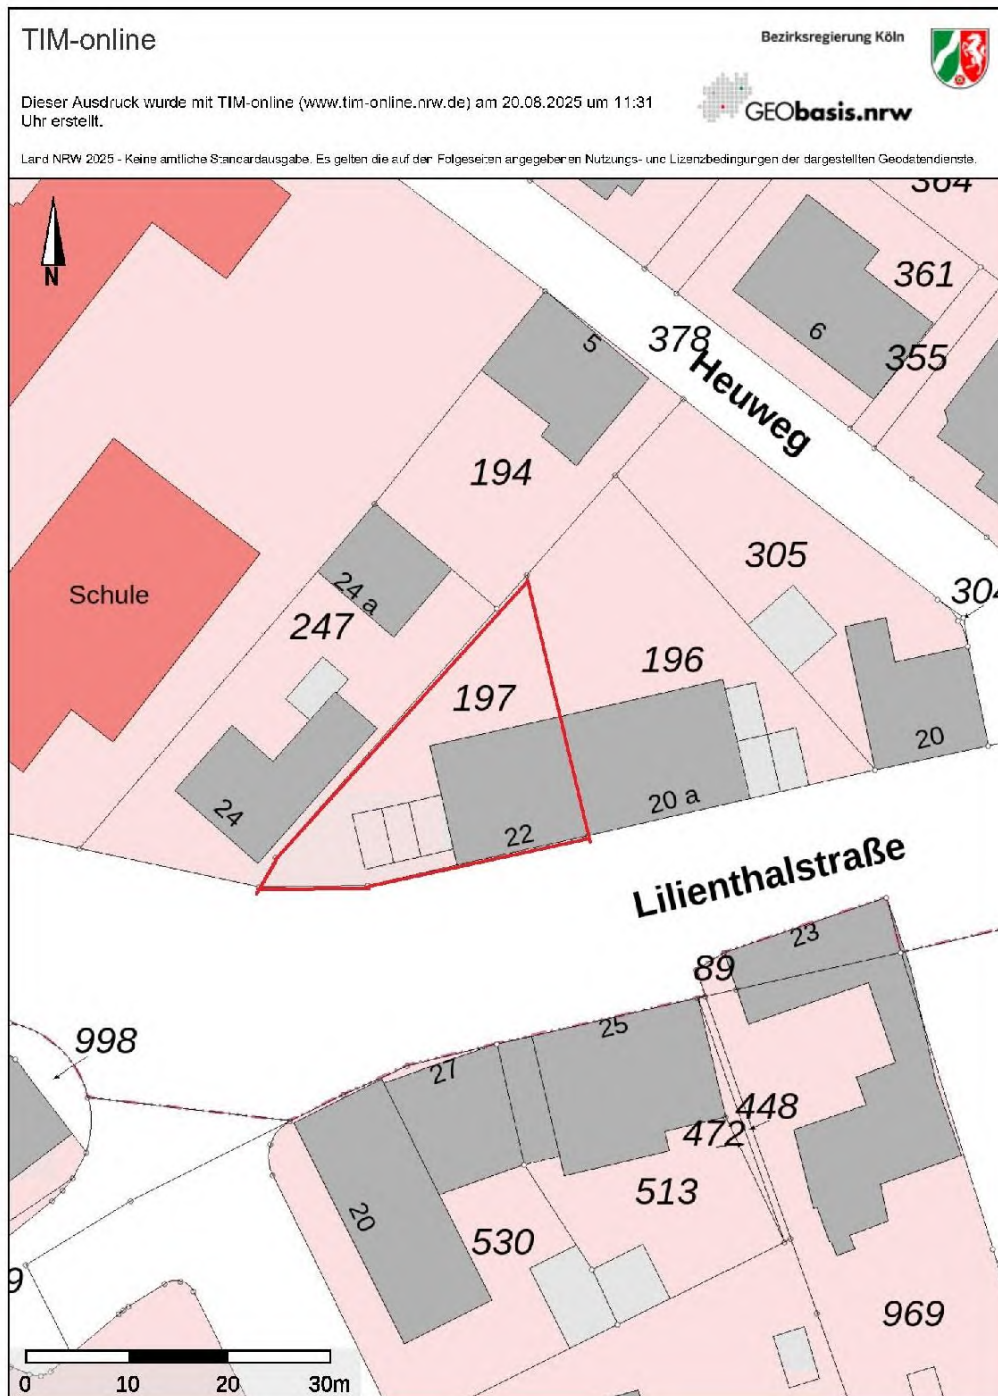 TIM-online
Bezirksregierung Köln
Dieser Ausdruck wurde mit TIM-online (www.tim-online.nrw.de) am 20.08.2025 um 11:31
Uhr erstellt.
GEObasis.nrw
Land NRW 2025 - Keine amtliche Standardausgabe. Es gelten die auf den Folgeseiten angegebenen Nutzungs- und Lizenzbedingungen der dargestellten Geodatendienste.
364
N
361
5
378
6
355
Heuweg
194
305
24 a
Schule
304
247
196
197
20
20 a
24
22
Lilienthalstraße
23
89
25
998
27
448
472
513
20
530
9
969
0 10 20 30m